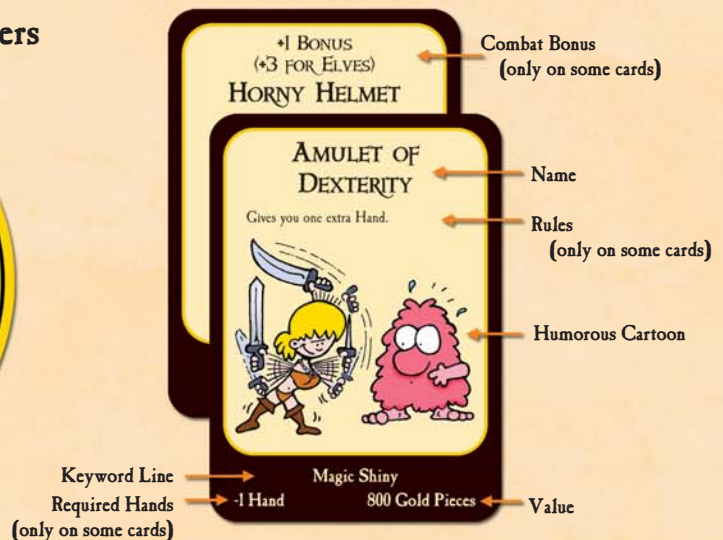 ers
+1 Bonus
(+3 for Elves)
Horny Helmet
Combat Bonus
(only on some cards)
Amulet of
Dexterity
Name
Gives you one extra Hand.
Rules
(only on some cards)
Humorous Cartoon
Keyword Line
Magic Shiny
Required Hands
(only on some cards)
-1 Hand
800 Gold Pieces
Value